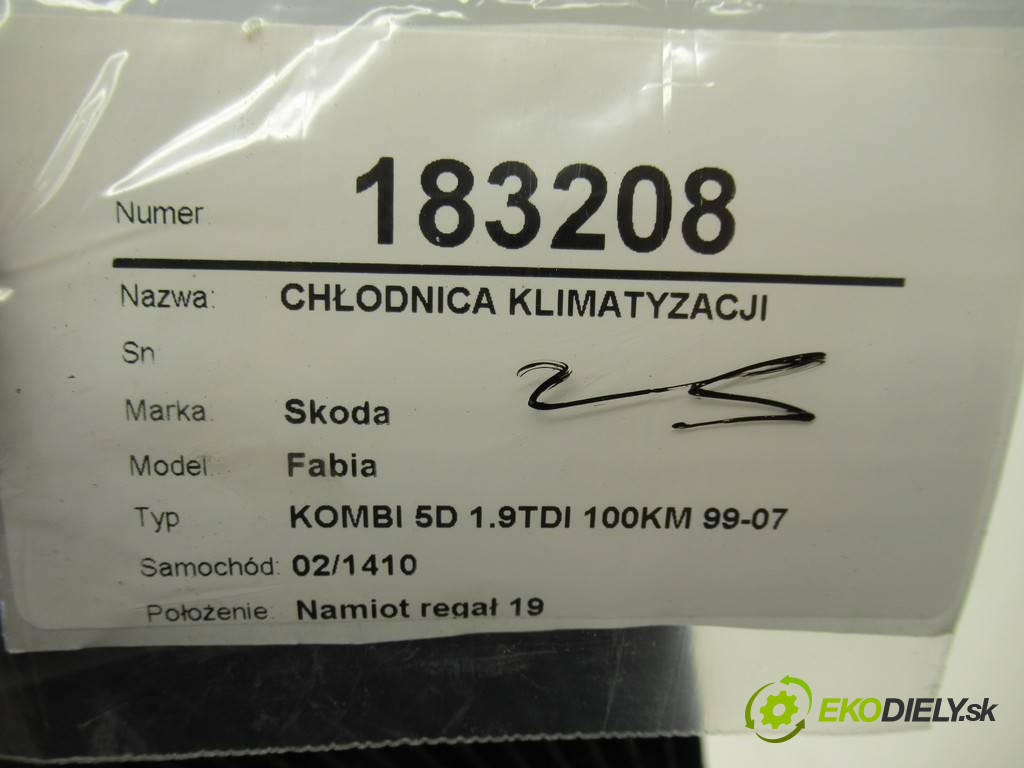 Numer 183208
Nazwa: CHŁODNICA KLIMATYZACJI
Sn
Marka: Skoda
Model: Fabia
Typ KOMBI 5D 1.9TDI 100KM 99-07
Samochód: 02/1410
Położenie: Namiot regał 19
EKODIELY.sk